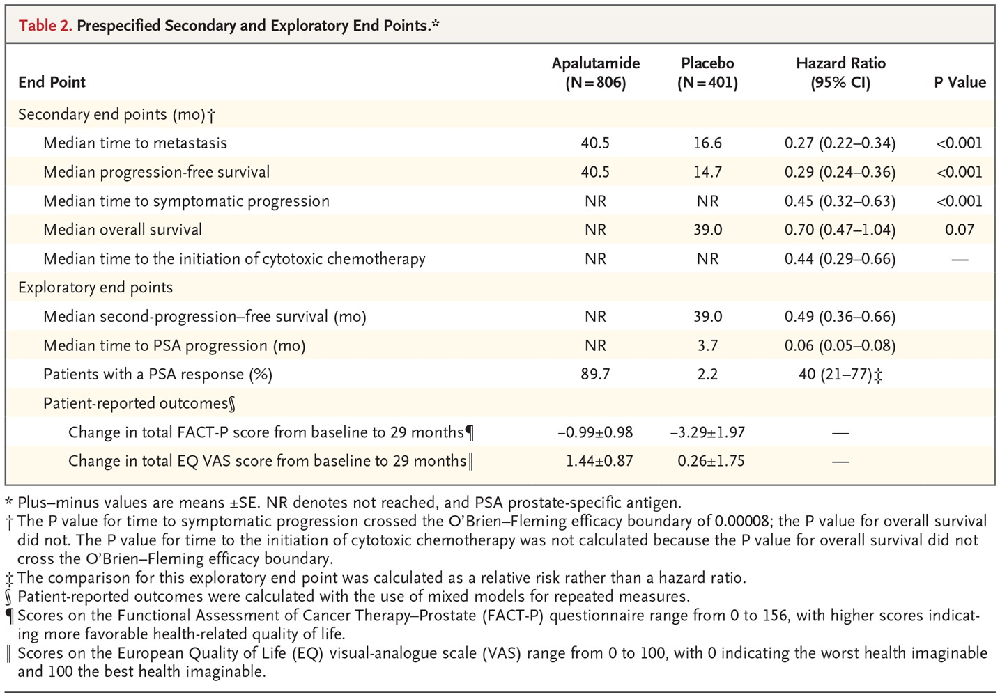 Table 2. Prespecified Secondary and Exploratory End Points.*
End Point Apalutamide (N=806) Placebo (N=401) Hazard Ratio (95% CI) P Value
Secondary end points (mo)†
Median time to metastasis 40.5 16.6 0.27 (0.22–0.34) <0.001
Median progression-free survival 40.5 14.7 0.29 (0.24–0.36) <0.001
Median time to symptomatic progression NR NR 0.45 (0.32–0.63) <0.001
Median overall survival NR 39.0 0.70 (0.47–1.04) 0.07
Median time to the initiation of cytotoxic chemotherapy NR NR 0.44 (0.29–0.66) —
Exploratory end points
Median second-progression–free survival (mo) NR 39.0 0.49 (0.36–0.66)
Median time to PSA progression (mo) NR 3.7 0.06 (0.05–0.08)
Patients with a PSA response (%) 89.7 2.2 40 (21–77)‡
Patient-reported outcomes§
Change in total FACT-P score from baseline to 29 months¶ –0.99±0.98 –3.29±1.97 —
Change in total EQ VAS score from baseline to 29 months‖ 1.44±0.87 0.26±1.75 —
* Plus–minus values are means ±SE. NR denotes not reached, and PSA prostate-specific antigen.
† The P value for time to symptomatic progression crossed the O’Brien–Fleming efficacy boundary of 0.00008; the P value for overall survival
did not. The P value for time to the initiation of cytotoxic chemotherapy was not calculated because the P value for overall survival did not
cross the O’Brien–Fleming efficacy boundary.
‡ The comparison for this exploratory end point was calculated as a relative risk rather than a hazard ratio.
§ Patient-reported outcomes were calculated with the use of mixed models for repeated measures.
¶ Scores on the Functional Assessment of Cancer Therapy–Prostate (FACT-P) questionnaire range from 0 to 156, with higher scores indicat-
ing more favorable health-related quality of life.
‖ Scores on the European Quality of Life (EQ) visual-analogue scale (VAS) range from 0 to 100, with 0 indicating the worst health imaginable
and 100 the best health imaginable.